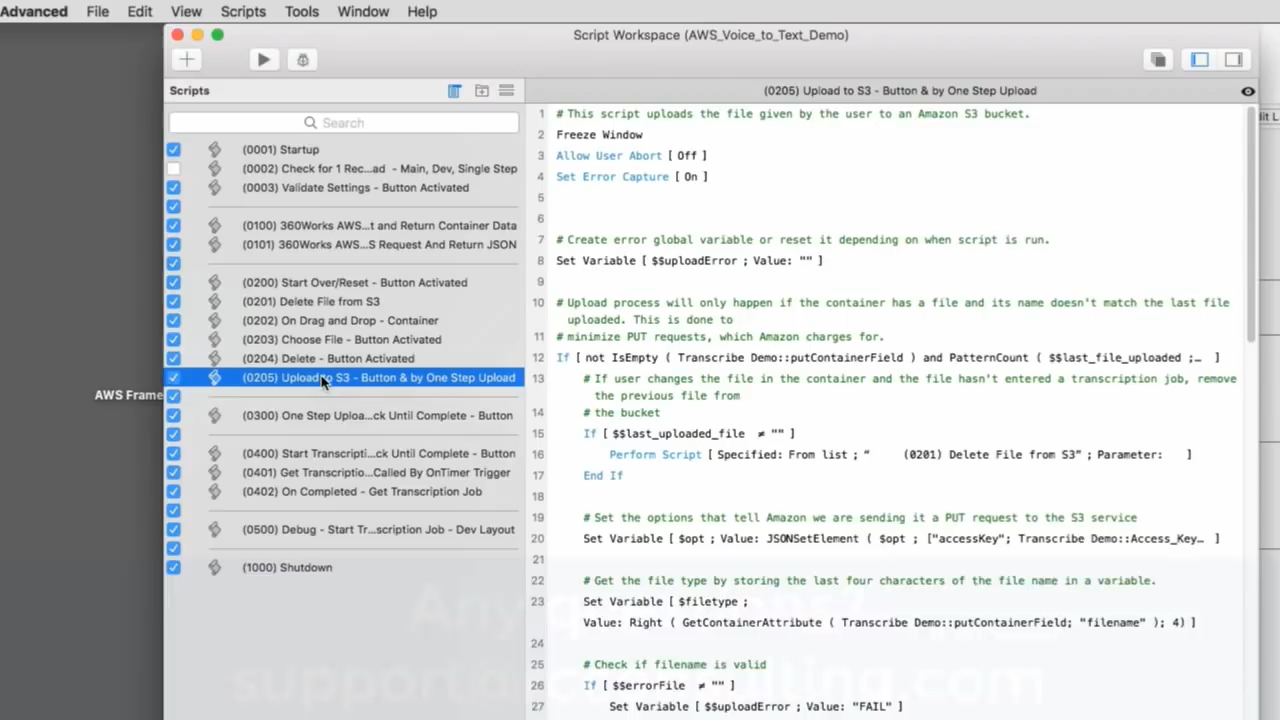 Advanced File Edit View Scripts Tools Window Help
Script Workspace (AWS_Voice_to_Text_Demo)
Scripts
(0205) Upload to S3 - Button & by One Step Upload
Search
(0001) Startup
(0002) Check for 1 Rec...ad - Main, Dev, Single Step
(0003) Validate Settings - Button Activated
(0100) 360Works AWS...t and Return Container Data
(0101) 360Works AWS...S Request And Return JSON
(0200) Start Over/Reset - Button Activated
(0201) Delete File from S3
(0202) On Drag and Drop - Container
(0203) Choose File - Button Activated
(0204) Delete - Button Activated
(0205) Upload to S3 - Button & by One Step Upload
(0300) One Step Uploa...ck Until Complete - Button
(0400) Start Transcripti...ck Until Complete - Button
(0401) Get Transcriptio...Called By OnTimer Trigger
(0402) On Completed - Get Transcription Job
(0500) Debug - Start Tr...scription Job - Dev Layout
(1000) Shutdown
AWS Frame
1 # This script uploads the file given by the user to an Amazon S3 bucket.
2 Freeze Window
3 Allow User Abort [ Off ]
4 Set Error Capture [ On ]
5
6
7 # Create error global variable or reset it depending on when script is run.
8 Set Variable [ $$uploadError ; Value: "" ]
9
10 # Upload process will only happen if the container has a file and its name doesn't match the last file
uploaded. This is done to
11 # minimize PUT requests, which Amazon charges for.
12 If [ not IsEmpty ( Transcribe Demo::putContainerField ) and PatternCount ( $$last_file_uploaded ;… ]
13 # If user changes the file in the container and the file hasn't entered a transcription job, remove
the previous file from
14 # the bucket
15 If [ $$last_uploaded_file ≠ "" ]
16 Perform Script [ Specified: From list ; “ (0201) Delete File from S3” ; Parameter: ]
17 End If
18
19 # Set the options that tell Amazon we are sending it a PUT request to the S3 service
20 Set Variable [ $opt ; Value: JSONSetElement ( $opt ; ["accessKey"; Transcribe Demo::Access_Key… ]
21
22 # Get the file type by storing the last four characters of the file name in a variable.
23 Set Variable [ $filetype ;
Value: Right ( GetContainerAttribute ( Transcribe Demo::putContainerField; "filename" ); 4) ]
24
25 # Check if filename is valid
26 If [ $$errorFile ≠ "" ]
27 Set Variable [ $$uploadError ; Value: "FAIL" ]
dit L